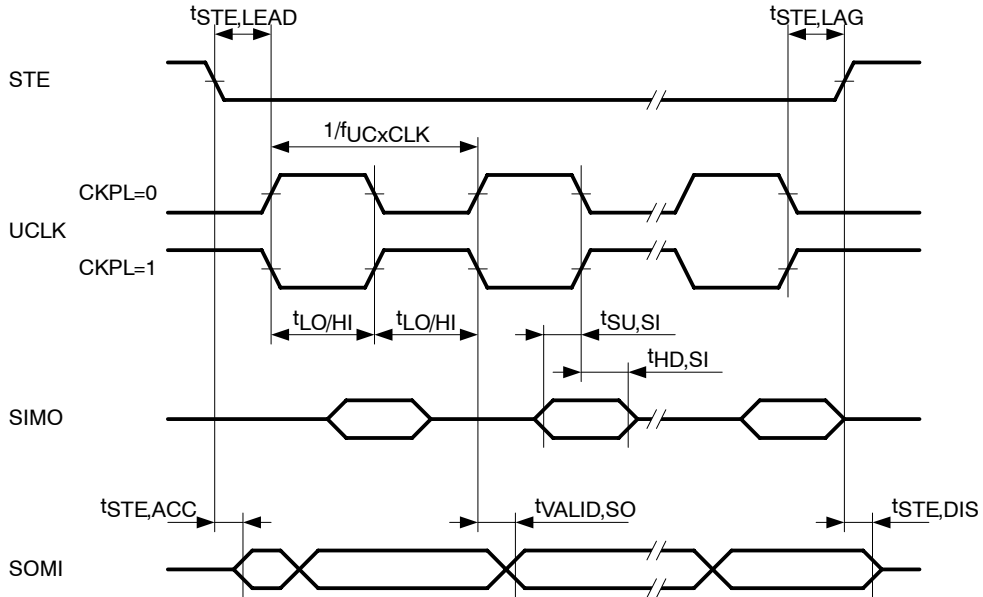 tSTE,LEAD
tSTE,LAG
STE
1/fUCxCLK
CKPL=0
UCLK
CKPL=1
tLO/HI
tLO/HI
tSU,SI
tHD,SI
SIMO
tSTE,ACC
tVALID,SO
tSTE,DIS
SOMI